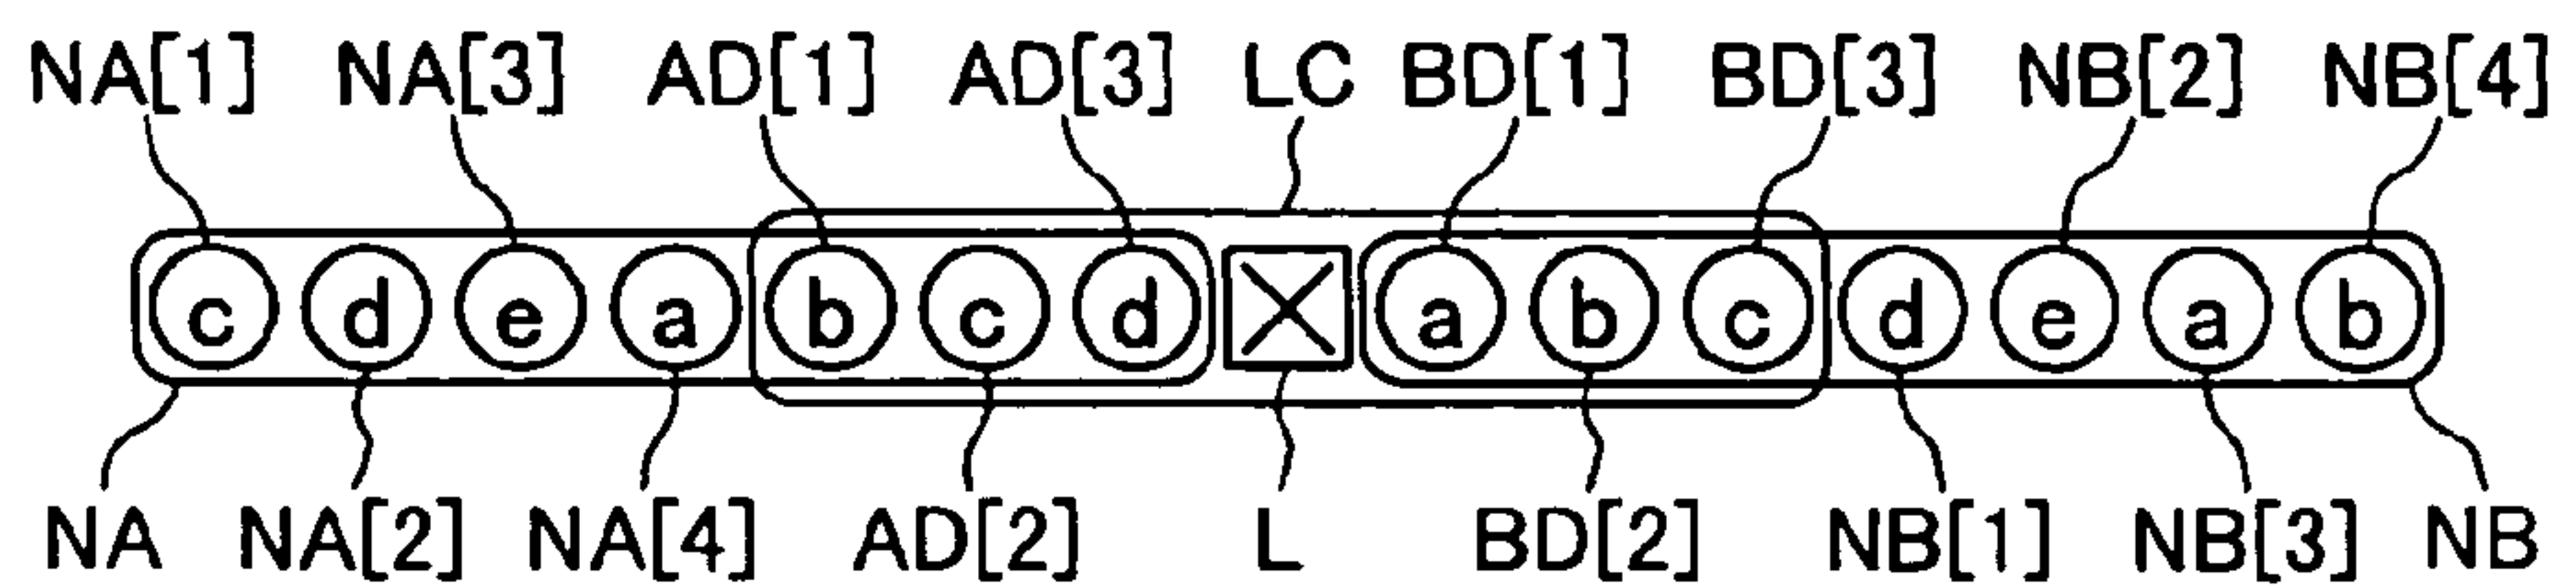 NA[1] NA[3] AD[1] AD[3] LC BD[1] BD[3] NB[2] NB[4]
c d e a b c d a b c d e a b
NA NA[2] NA[4] AD[2] L BD[2] NB[1] NB[3] NB